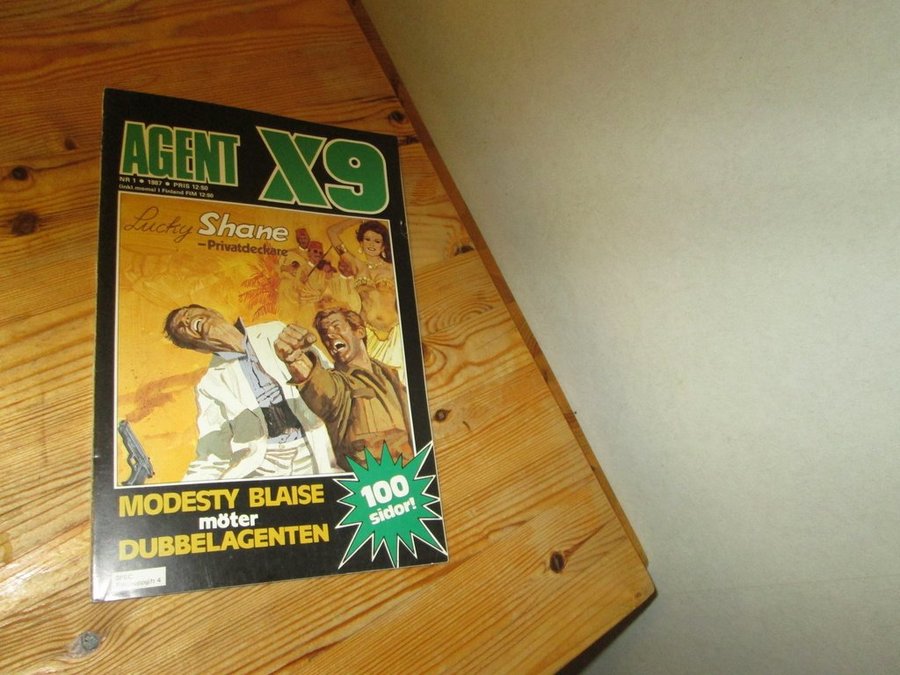 AGENT X9
NR 1 • 1987 • PRIS 12:50
(inkl moms) I Finland FIM 12:90
Lucky Shane
–Privatdeckare
MODESTY BLAISE
möter
DUBBELAGENTEN
100
sidor!